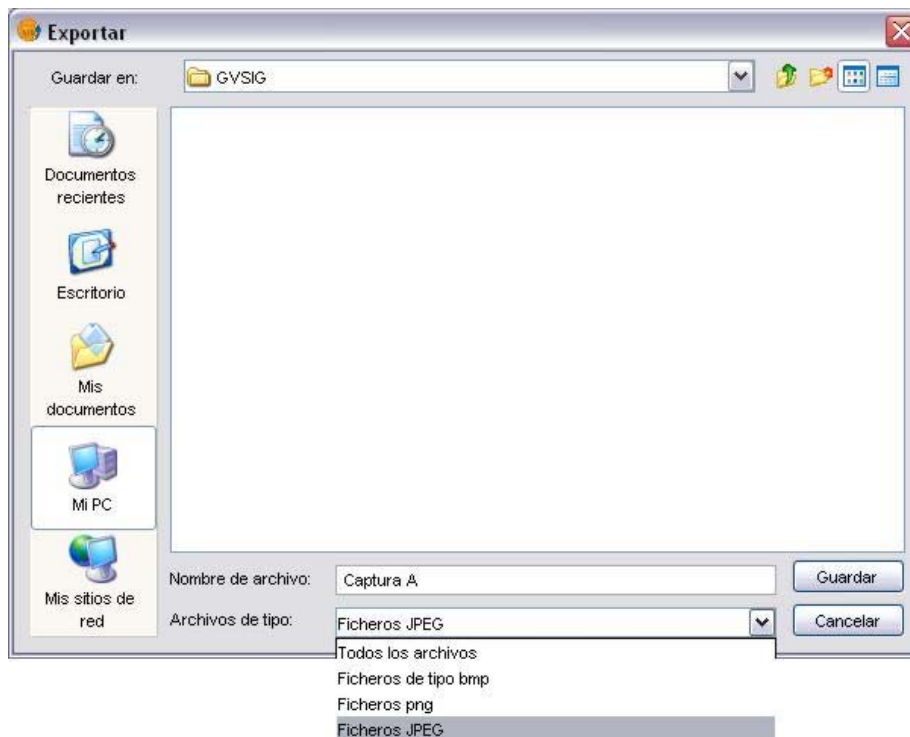 Exportar
Guardar en:
GVSIG
Documentos
recientes
Escritorio
Mis
documentos
Mi PC
Mis sitios de
red
Nombre de archivo:
Captura A
Guardar
Archivos de tipo:
Ficheros JPEG
Cancelar
Todos los archivos
Ficheros de tipo bmp
Ficheros png
Ficheros JPEG